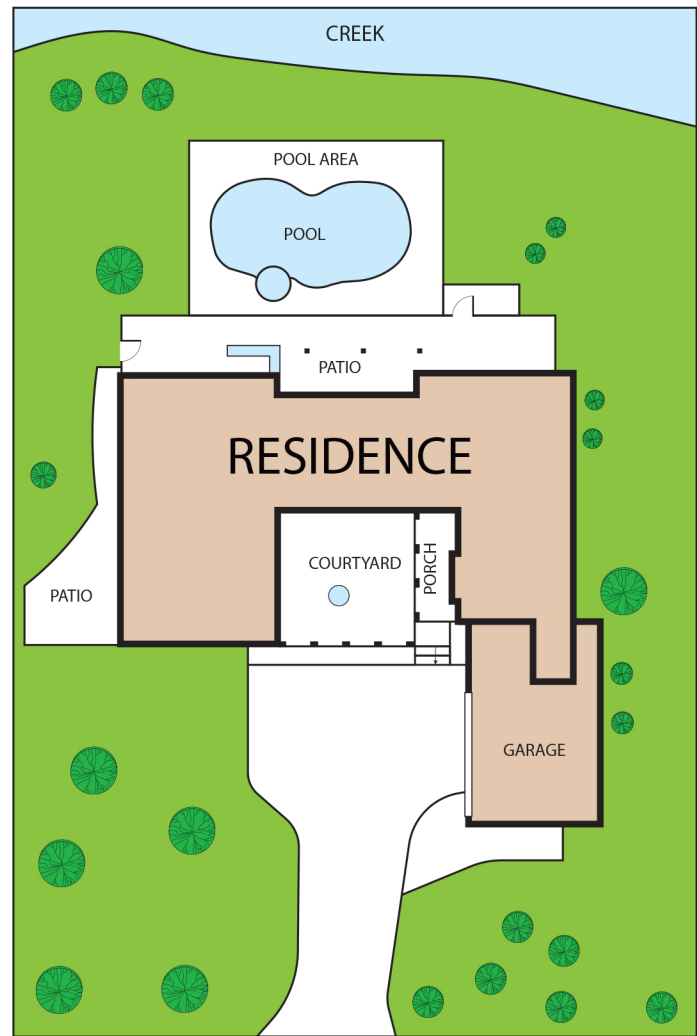 CREEK
POOL AREA
POOL
PATIO
RESIDENCE
COURTYARD
PORCH
PATIO
GARAGE